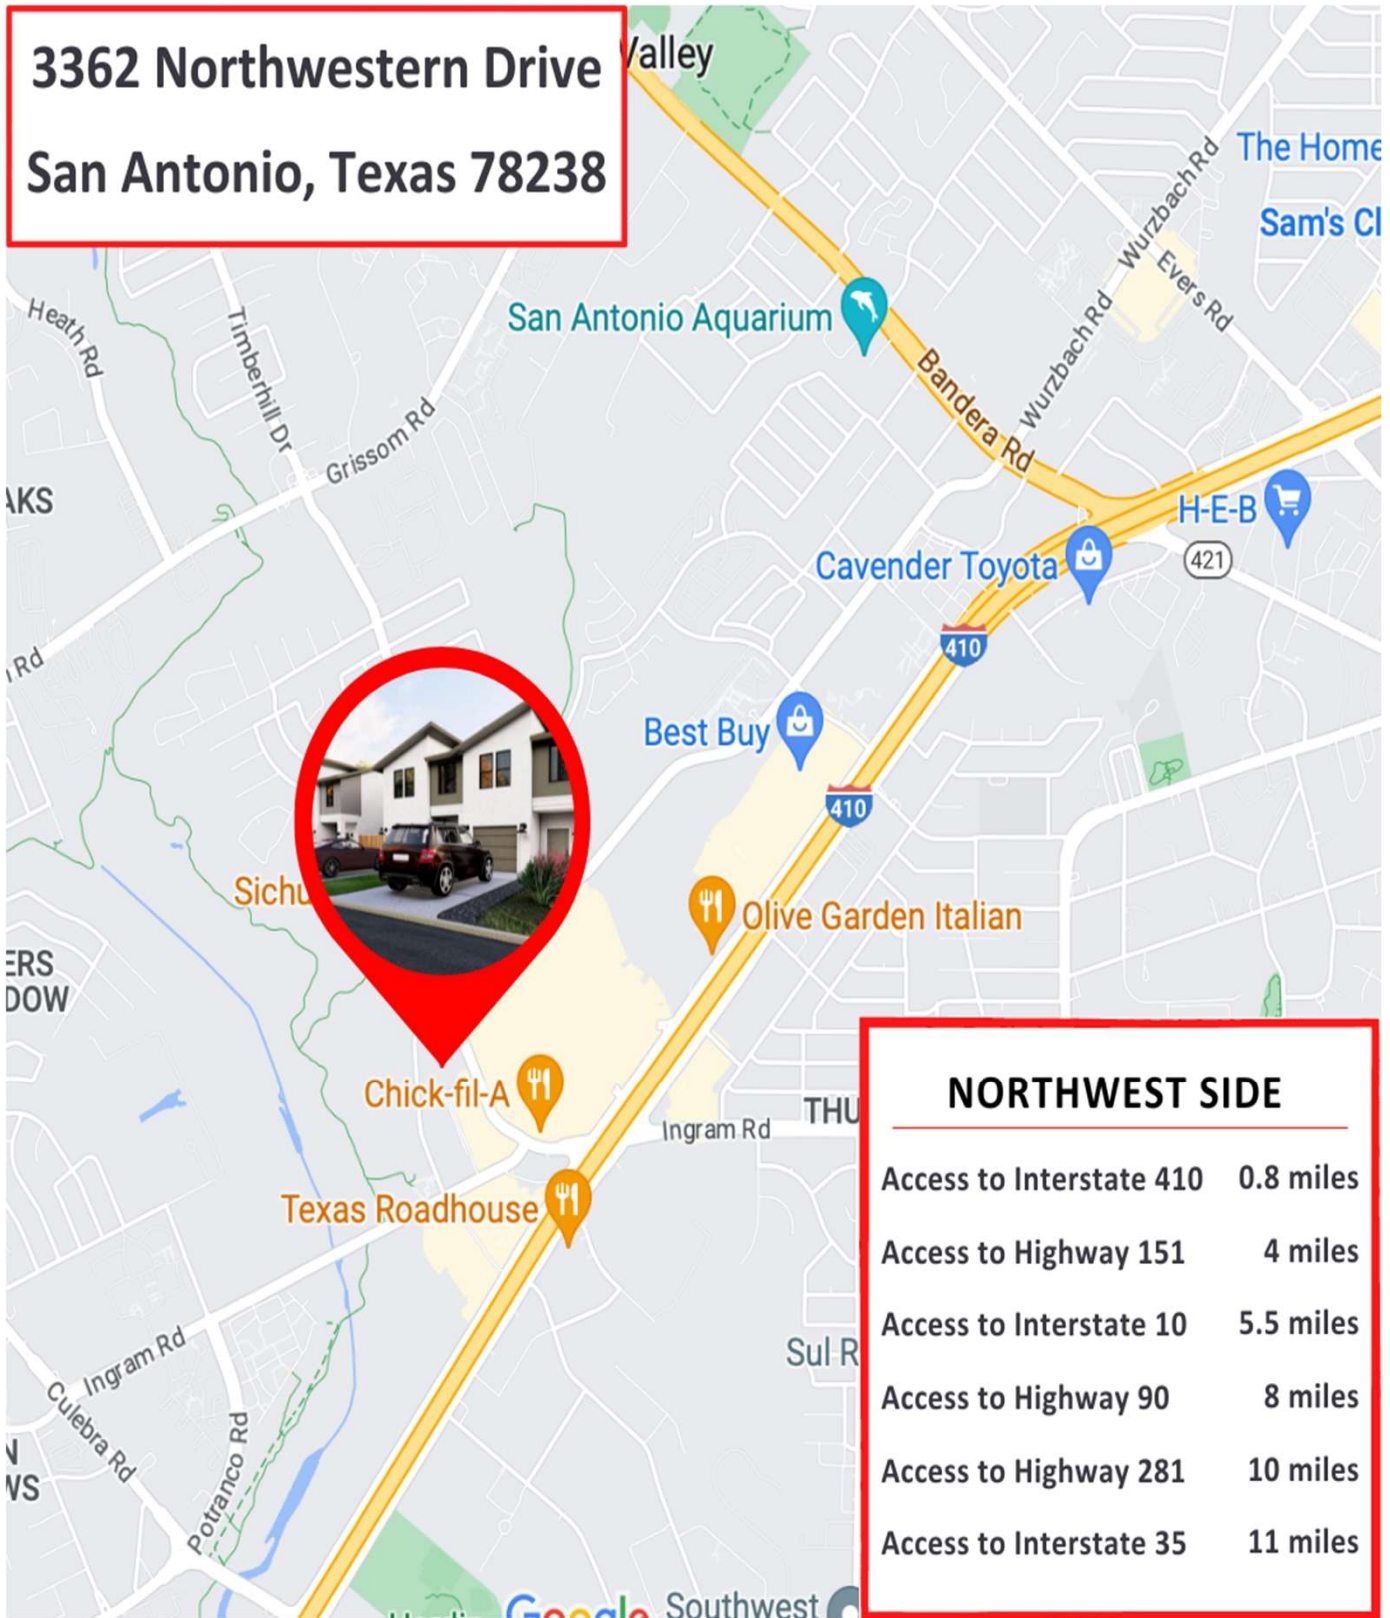 3362 Northwestern Drive
San Antonio, Texas 78238
Valley
The Home
Sam's Cl
Wurzbach Rd
Evers Rd
Heath Rd
Timberhill Dr
San Antonio Aquarium
Wurzbach Rd
Bandera Rd
Grissom Rd
AKS
H-E-B
421
Cavender Toyota
410
Rd
Best Buy
410
Sichu
Olive Garden Italian
ERS
DOW
Chick-fil-A
Ingram Rd
THU
Texas Roadhouse
Ingram Rd
Culebra Rd
Potranco Rd
Sul R
N
WS
Google
Southwest
NORTHWEST SIDE
Access to Interstate 410 0.8 miles
Access to Highway 151 4 miles
Access to Interstate 10 5.5 miles
Access to Highway 90 8 miles
Access to Highway 281 10 miles
Access to Interstate 35 11 miles